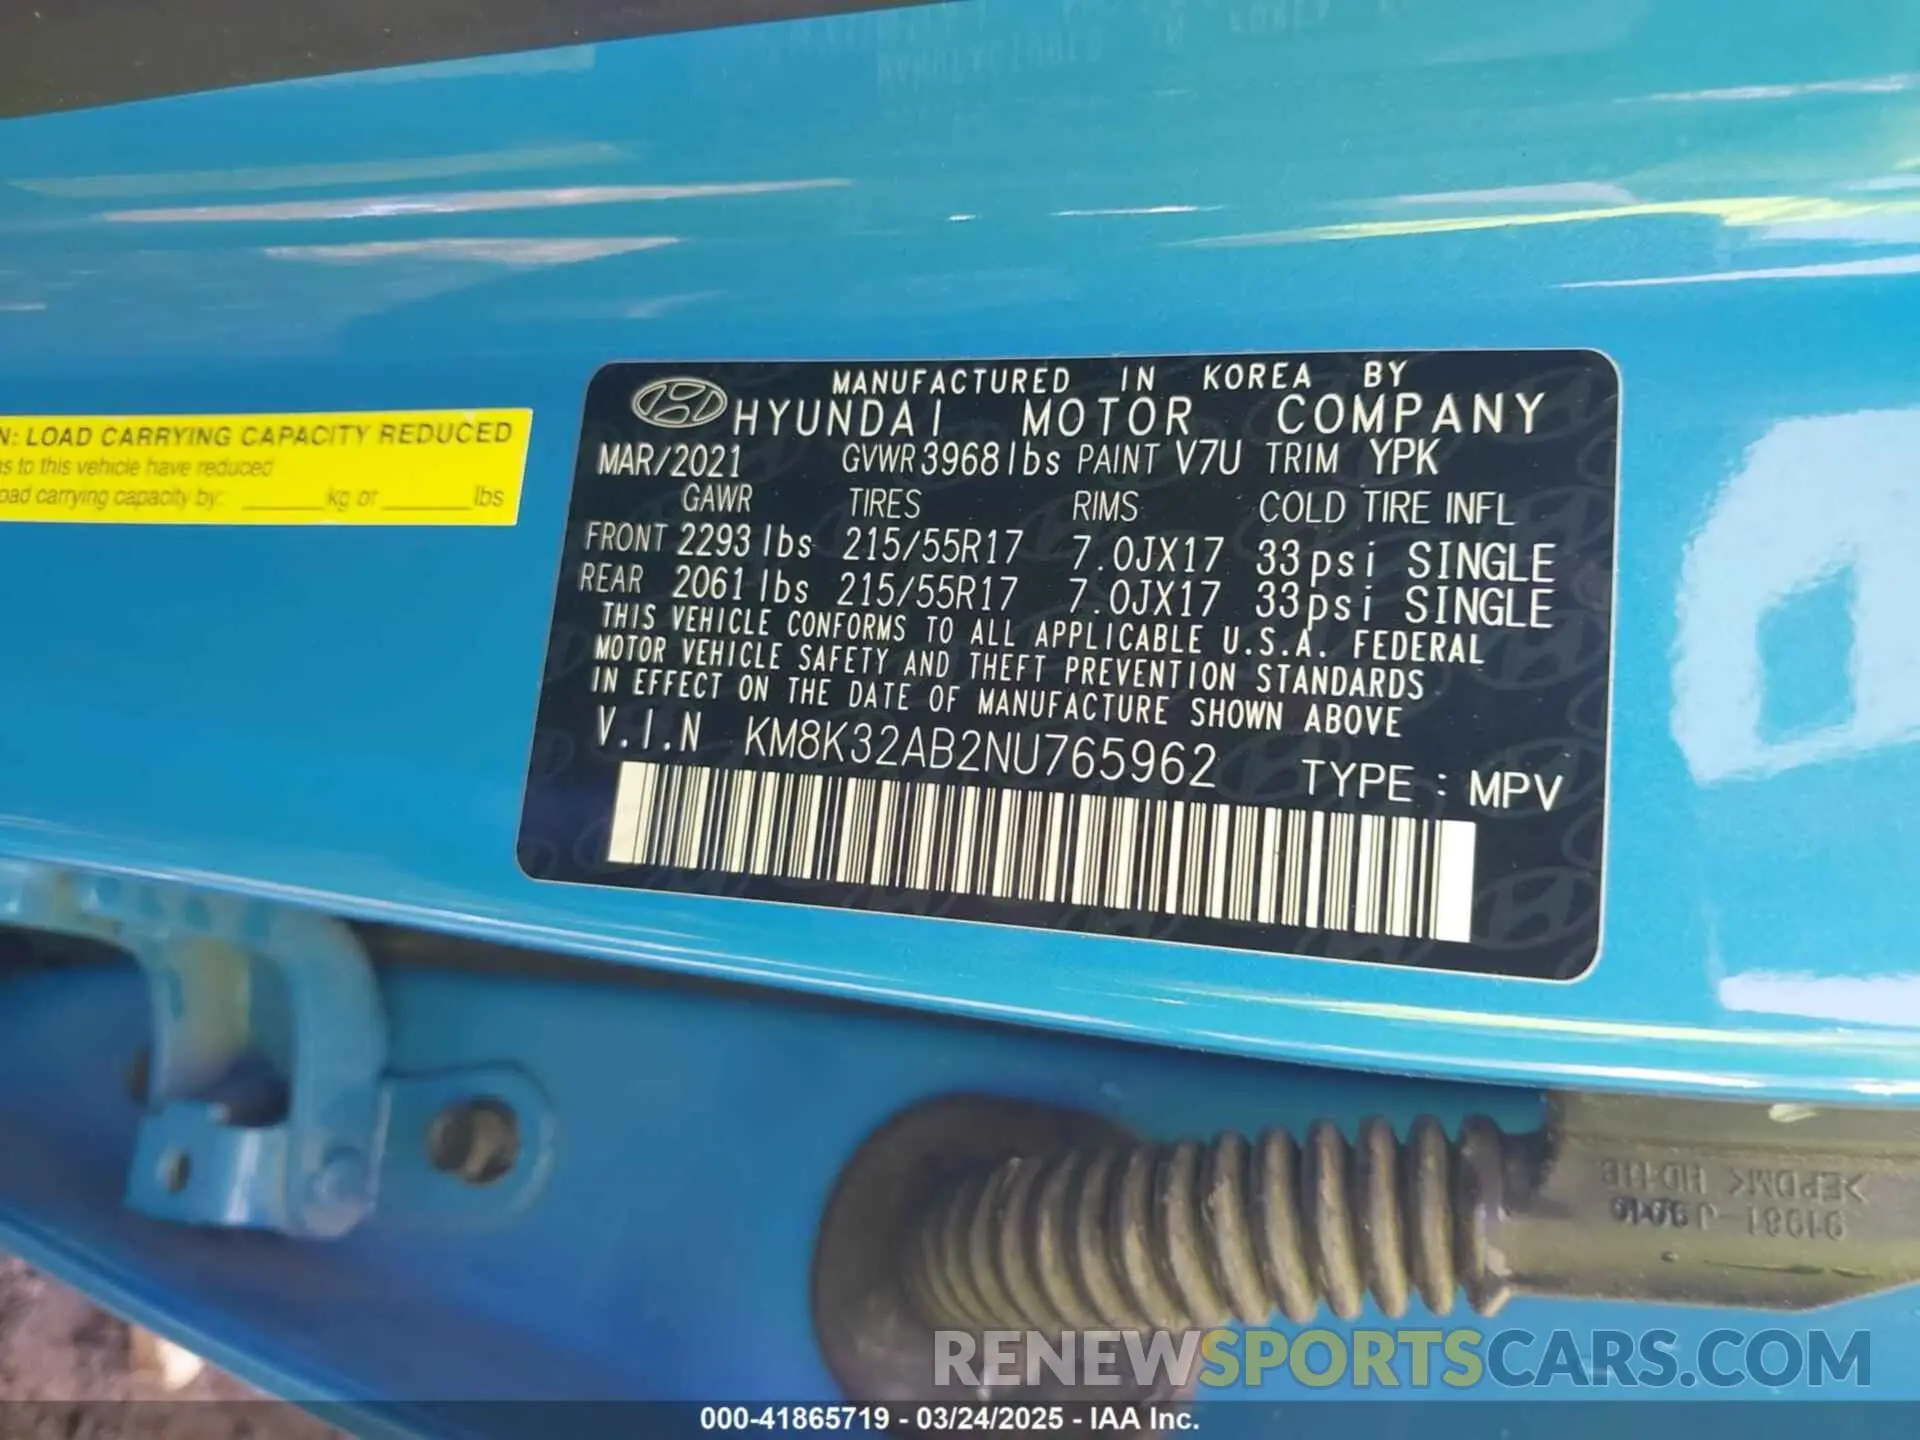 MANUFACTURED IN KOREA BY
HYUNDAI MOTOR COMPANY
MAR/2021 GVWR 3968 lbs PAINT V7U TRIM YPK
GAWR TIRES RIMS COLD TIRE INFL
FRONT 2293 lbs 215/55R17 7.0JX17 33psi SINGLE
REAR 2061 lbs 215/55R17 7.0JX17 33psi SINGLE
THIS VEHICLE CONFORMS TO ALL APPLICABLE U.S.A. FEDERAL
MOTOR VEHICLE SAFETY AND THEFT PREVENTION STANDARDS
IN EFFECT ON THE DATE OF MANUFACTURE SHOWN ABOVE
V.I.N KM8K32AB2NU765962 TYPE : MPV
N: LOAD CARRYING CAPACITY REDUCED
s to this vehicle have reduced
oad carrying capacity by: ______ kg or ______ lbs
>EPDM<
RENEWSPORTSCARS.COM
000-41865719 - 03/24/2025 - IAA Inc.